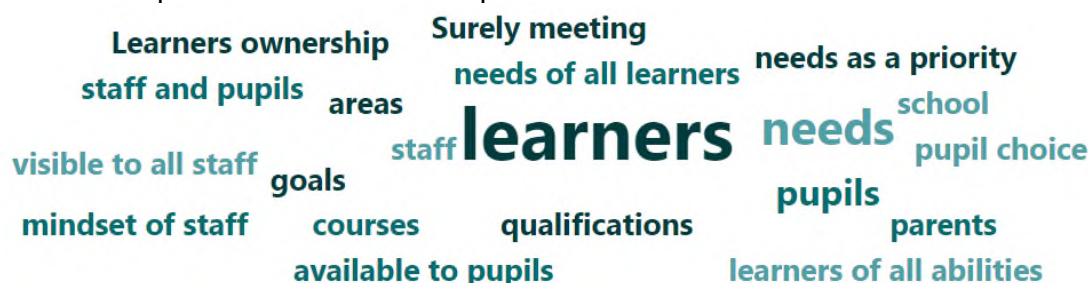 Surely meeting
Learners ownership
needs as a priority
needs of all learners
staff and pupils
areas
school
learners
needs
staff
pupil choice
visible to all staff
goals
pupils
mindset of staff
courses
qualifications
parents
available to pupils
learners of all abilities